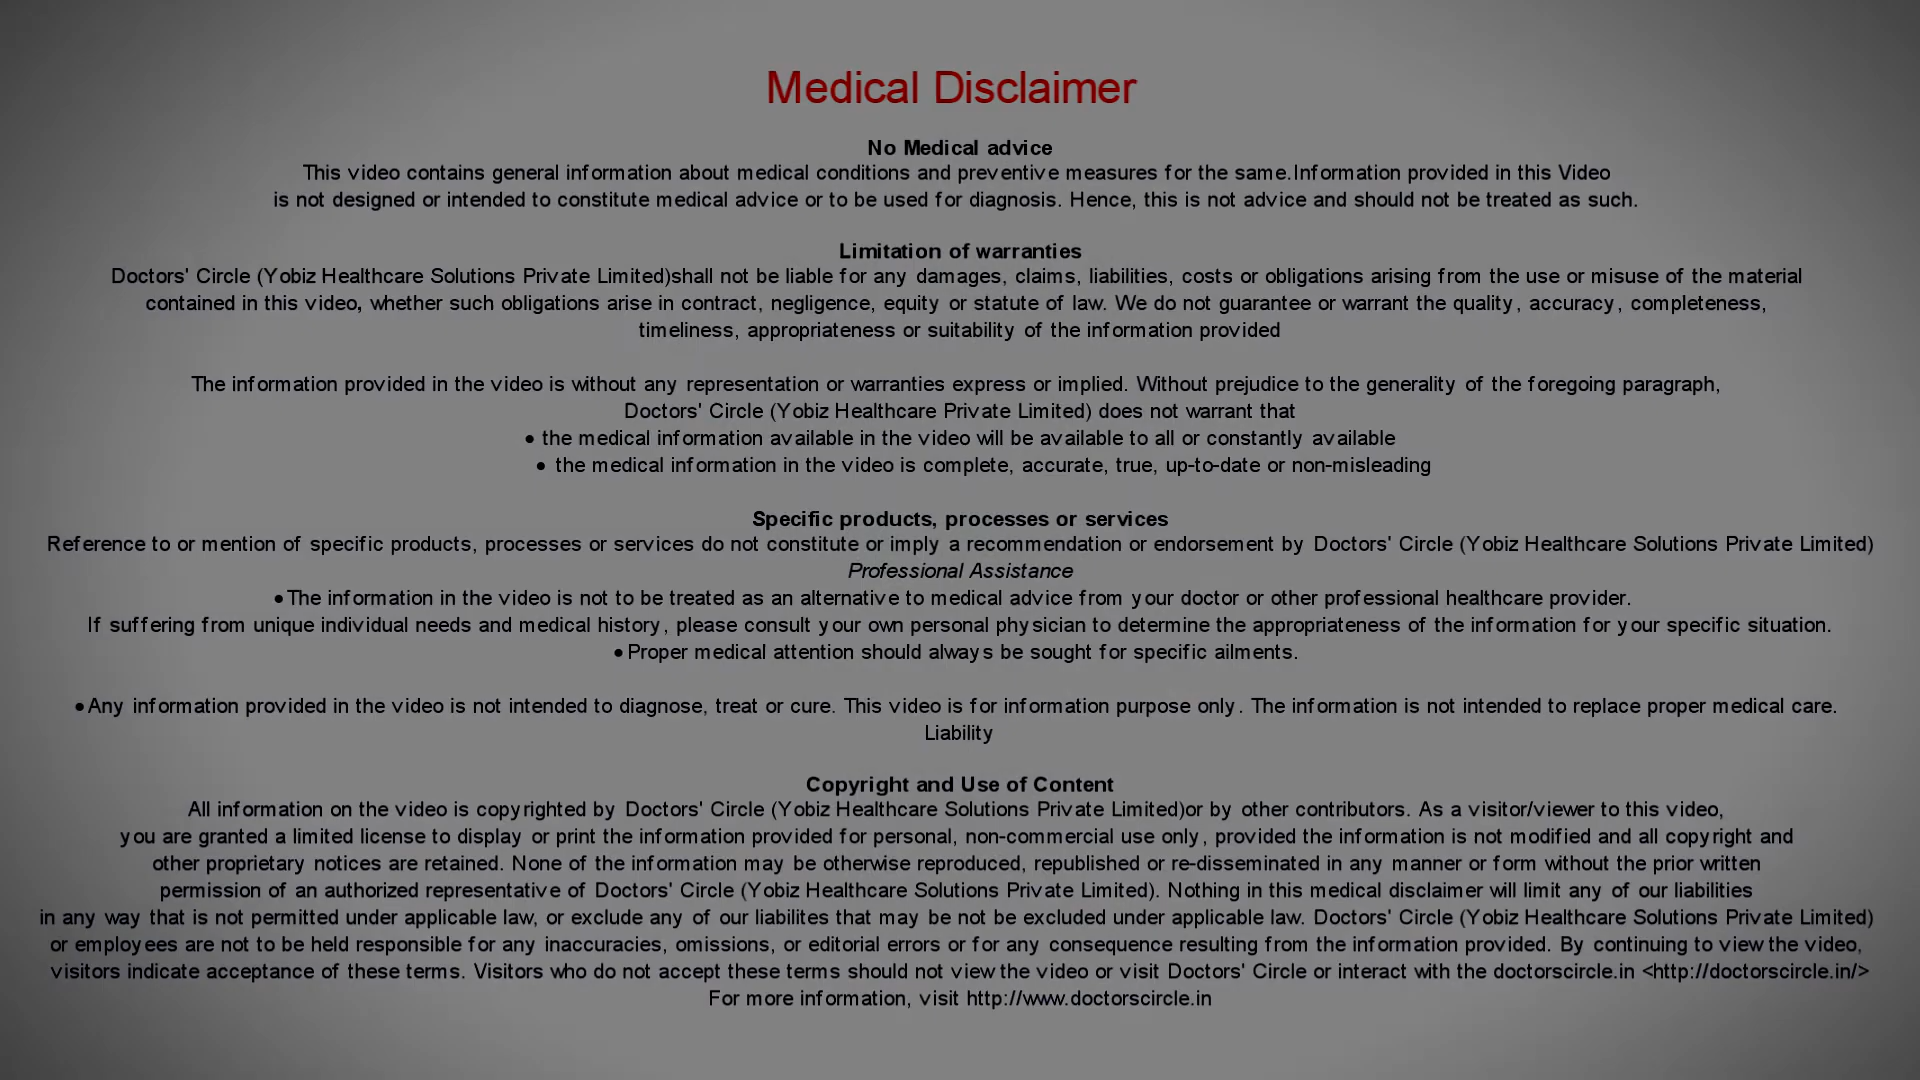 Medical Disclaimer
No Medical advice
This video contains general information about medical conditions and preventive measures for the same.Information provided in this Video
is not designed or intended to constitute medical advice or to be used for diagnosis. Hence, this is not advice and should not be treated as such.
Limitation of warranties
Doctors' Circle (Yobiz Healthcare Solutions Private Limited)shall not be liable for any damages, claims, liabilities, costs or obligations arising from the use or misuse of the material
contained in this video, whether such obligations arise in contract, negligence, equity or statute of law. We do not guarantee or warrant the quality, accuracy, completeness,
timeliness, appropriateness or suitability of the information provided
The information provided in the video is without any representation or warranties express or implied. Without prejudice to the generality of the foregoing paragraph,
Doctors' Circle (Yobiz Healthcare Private Limited) does not warrant that
• the medical information available in the video will be available to all or constantly available
• the medical information in the video is complete, accurate, true, up-to-date or non-misleading
Specific products, processes or services
Reference to or mention of specific products, processes or services do not constitute or imply a recommendation or endorsement by Doctors' Circle (Yobiz Healthcare Solutions Private Limited)
Professional Assistance
•The information in the video is not to be treated as an alternative to medical advice from your doctor or other professional healthcare provider.
If suffering from unique individual needs and medical history, please consult your own personal physician to determine the appropriateness of the information for your specific situation.
•Proper medical attention should always be sought for specific ailments.
•Any information provided in the video is not intended to diagnose, treat or cure. This video is for information purpose only. The information is not intended to replace proper medical care.
Liability
Copyright and Use of Content
All information on the video is copyrighted by Doctors' Circle (Yobiz Healthcare Solutions Private Limited)or by other contributors. As a visitor/viewer to this video,
you are granted a limited license to display or print the information provided for personal, non-commercial use only, provided the information is not modified and all copyright and
other proprietary notices are retained. None of the information may be otherwise reproduced, republished or re-disseminated in any manner or form without the prior written
permission of an authorized representative of Doctors' Circle (Yobiz Healthcare Solutions Private Limited). Nothing in this medical disclaimer will limit any of our liabilities
in any way that is not permitted under applicable law, or exclude any of our liabilites that may be not be excluded under applicable law. Doctors' Circle (Yobiz Healthcare Solutions Private Limited)
or employees are not to be held responsible for any inaccuracies, omissions, or editorial errors or for any consequence resulting from the information provided. By continuing to view the video,
visitors indicate acceptance of these terms. Visitors who do not accept these terms should not view the video or visit Doctors' Circle or interact with the doctorscircle.in <http://doctorscircle.in/>
For more information, visit http://www.doctorscircle.in